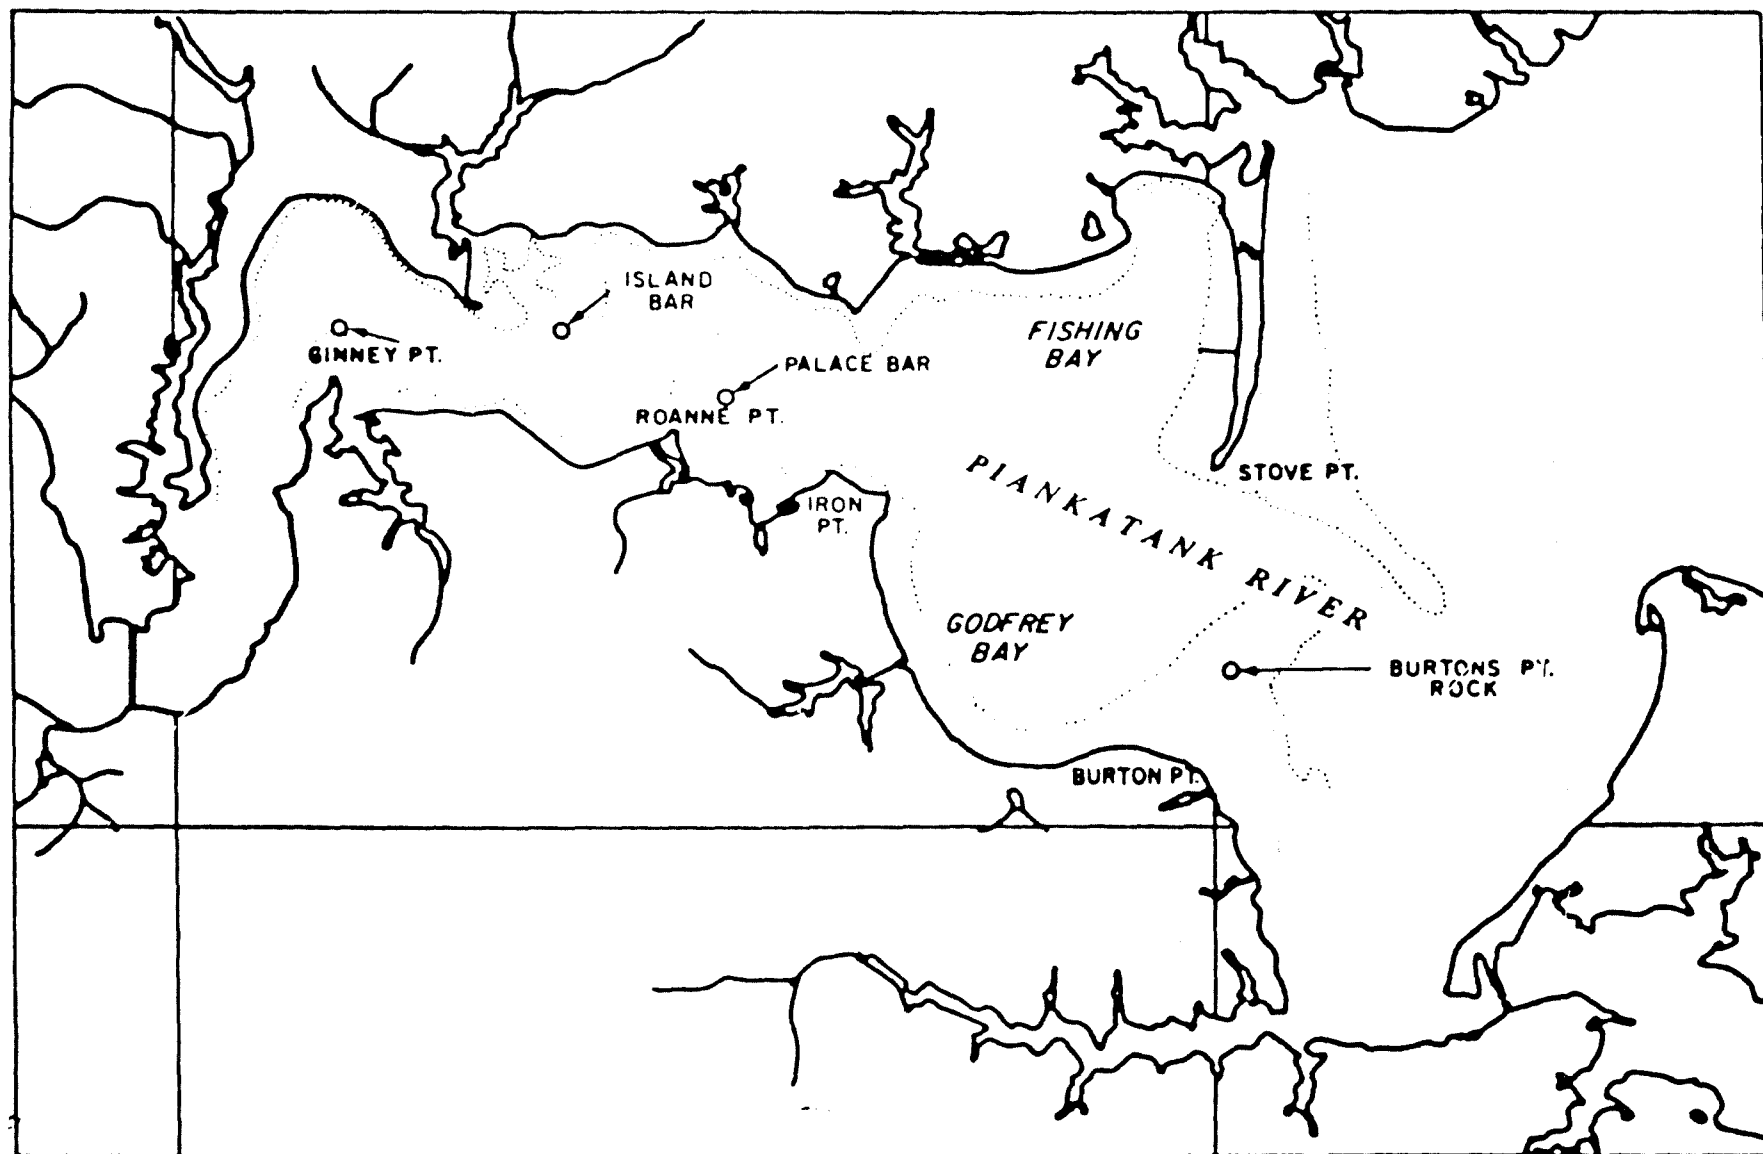 ISLAND
BAR
GINNEY PT.
FISHING
BAY
PALACE BAR
ROANNE PT.
STOVE PT.
IRON
PT.
PIANKATANK RIVER
GODFREY
BAY
BURTONS PT.
ROCK
BURTON PT.